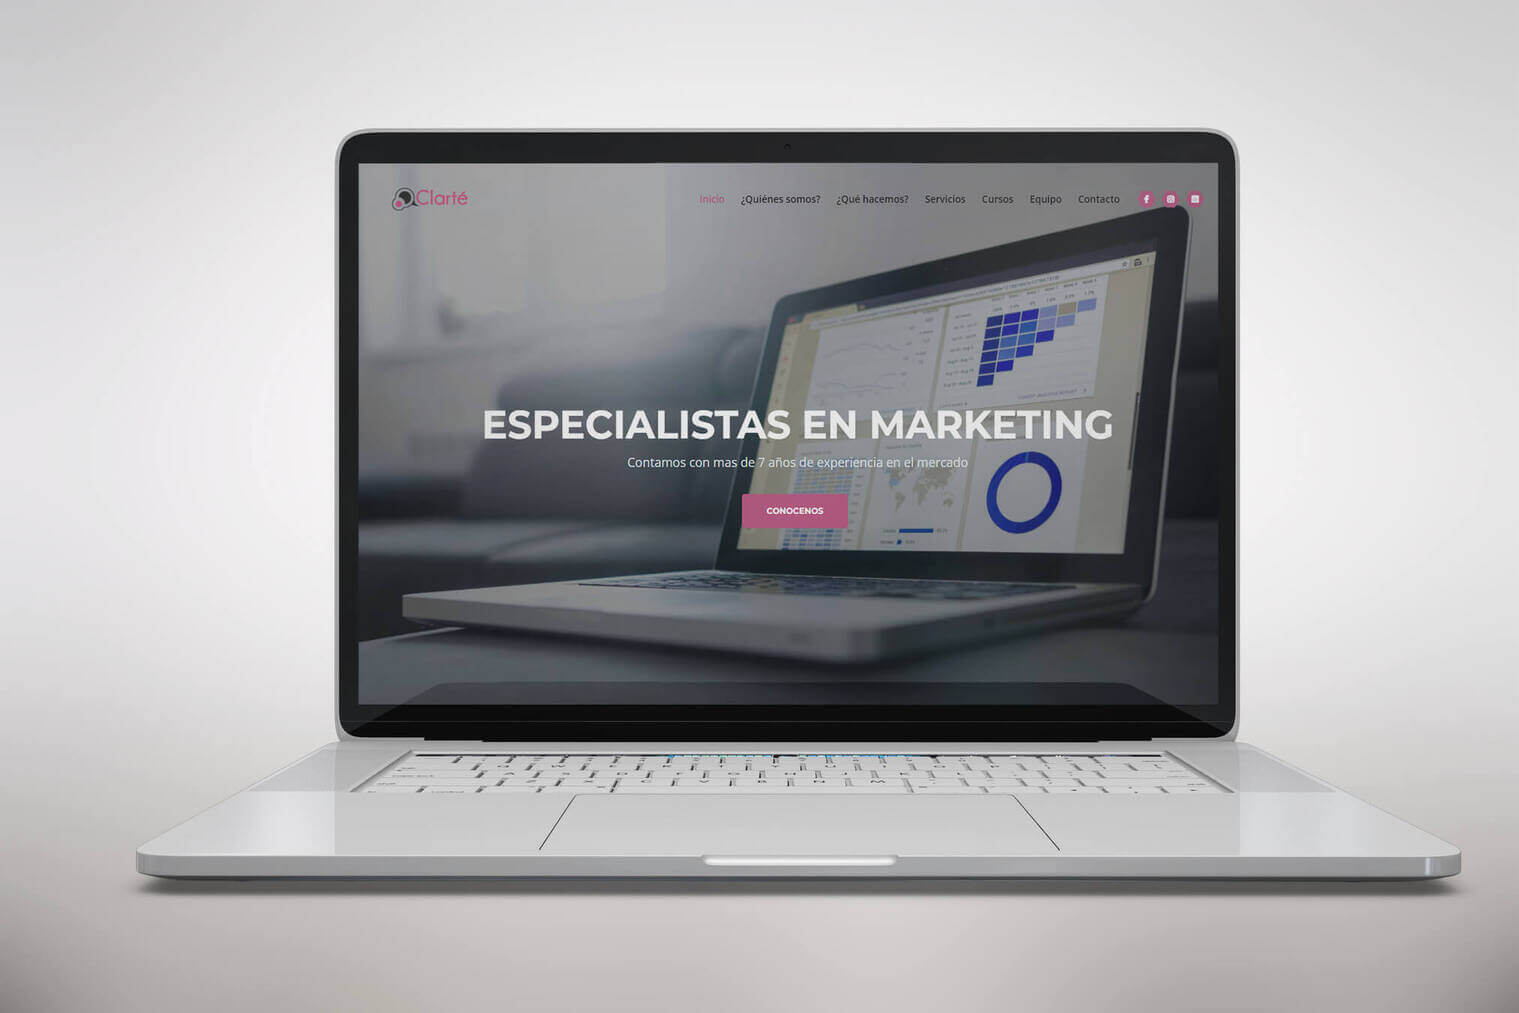 Clarté
Inicio ¿Quiénes somos? ¿Qué hacemos? Servicios Cursos Equipo Contacto
ESPECIALISTAS EN MARKETING
Contamos con mas de 7 años de experiencia en el mercado
CONOCENOS